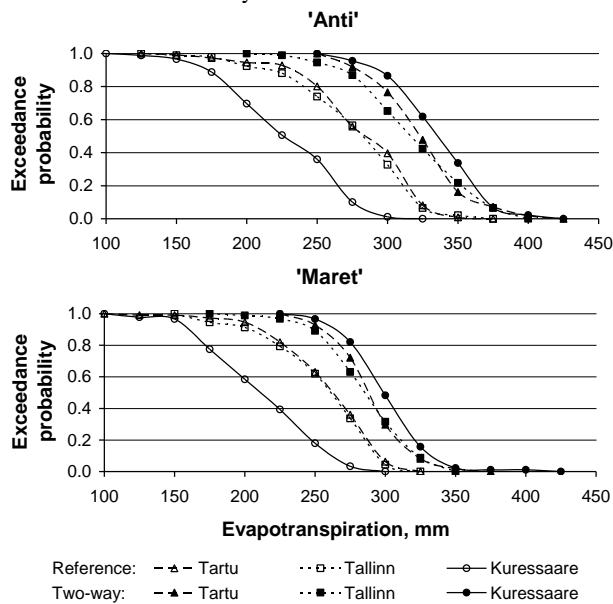 'Anti'
Exceedance
probability
1.0
0.8
0.6
0.4
0.2
0.0
100 150 200 250 300 350 400 450
'Maret'
Exceedance
probability
1.0
0.8
0.6
0.4
0.2
0.0
100 150 200 250 300 350 400 450
Evapotranspiration, mm
Reference: Tartu Tallinn Kuressaare
Two-way: Tartu Tallinn Kuressaare